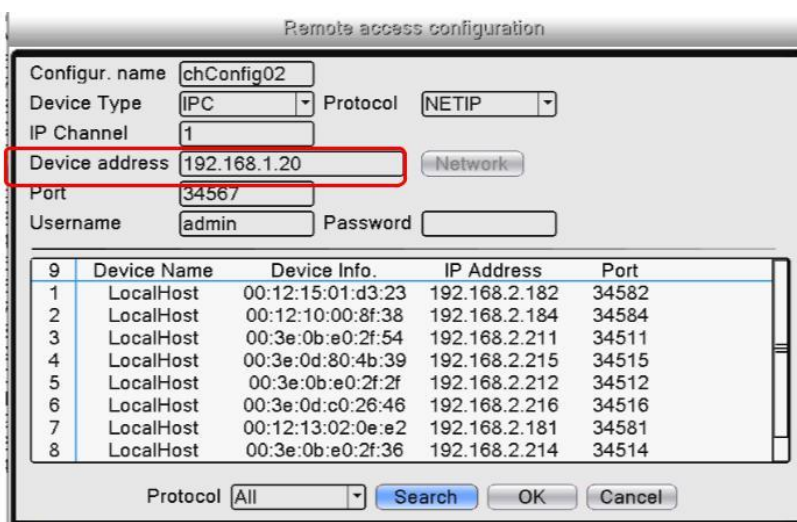 Remote access configuration
Configur. name chConfig02
Device Type IPC Protocol NETIP
IP Channel 1
Device address 192.168.1.20 Network
Port 34567
Username admin Password
9 Device Name Device Info. IP Address Port
1 LocalHost 00:12:15:01:d3:23 192.168.2.182 34582
2 LocalHost 00:12:10:00:8f:38 192.168.2.184 34584
3 LocalHost 00:3e:0b:e0:2f:54 192.168.2.211 34511
4 LocalHost 00:3e:0d:80:4b:39 192.168.2.215 34515
5 LocalHost 00:3e:0b:e0:2f:2f 192.168.2.212 34512
6 LocalHost 00:3e:0d:c0:26:46 192.168.2.216 34516
7 LocalHost 00:12:13:02:0e:e2 192.168.2.181 34581
8 LocalHost 00:3e:0b:e0:2f:36 192.168.2.214 34514
Protocol All Search OK Cancel